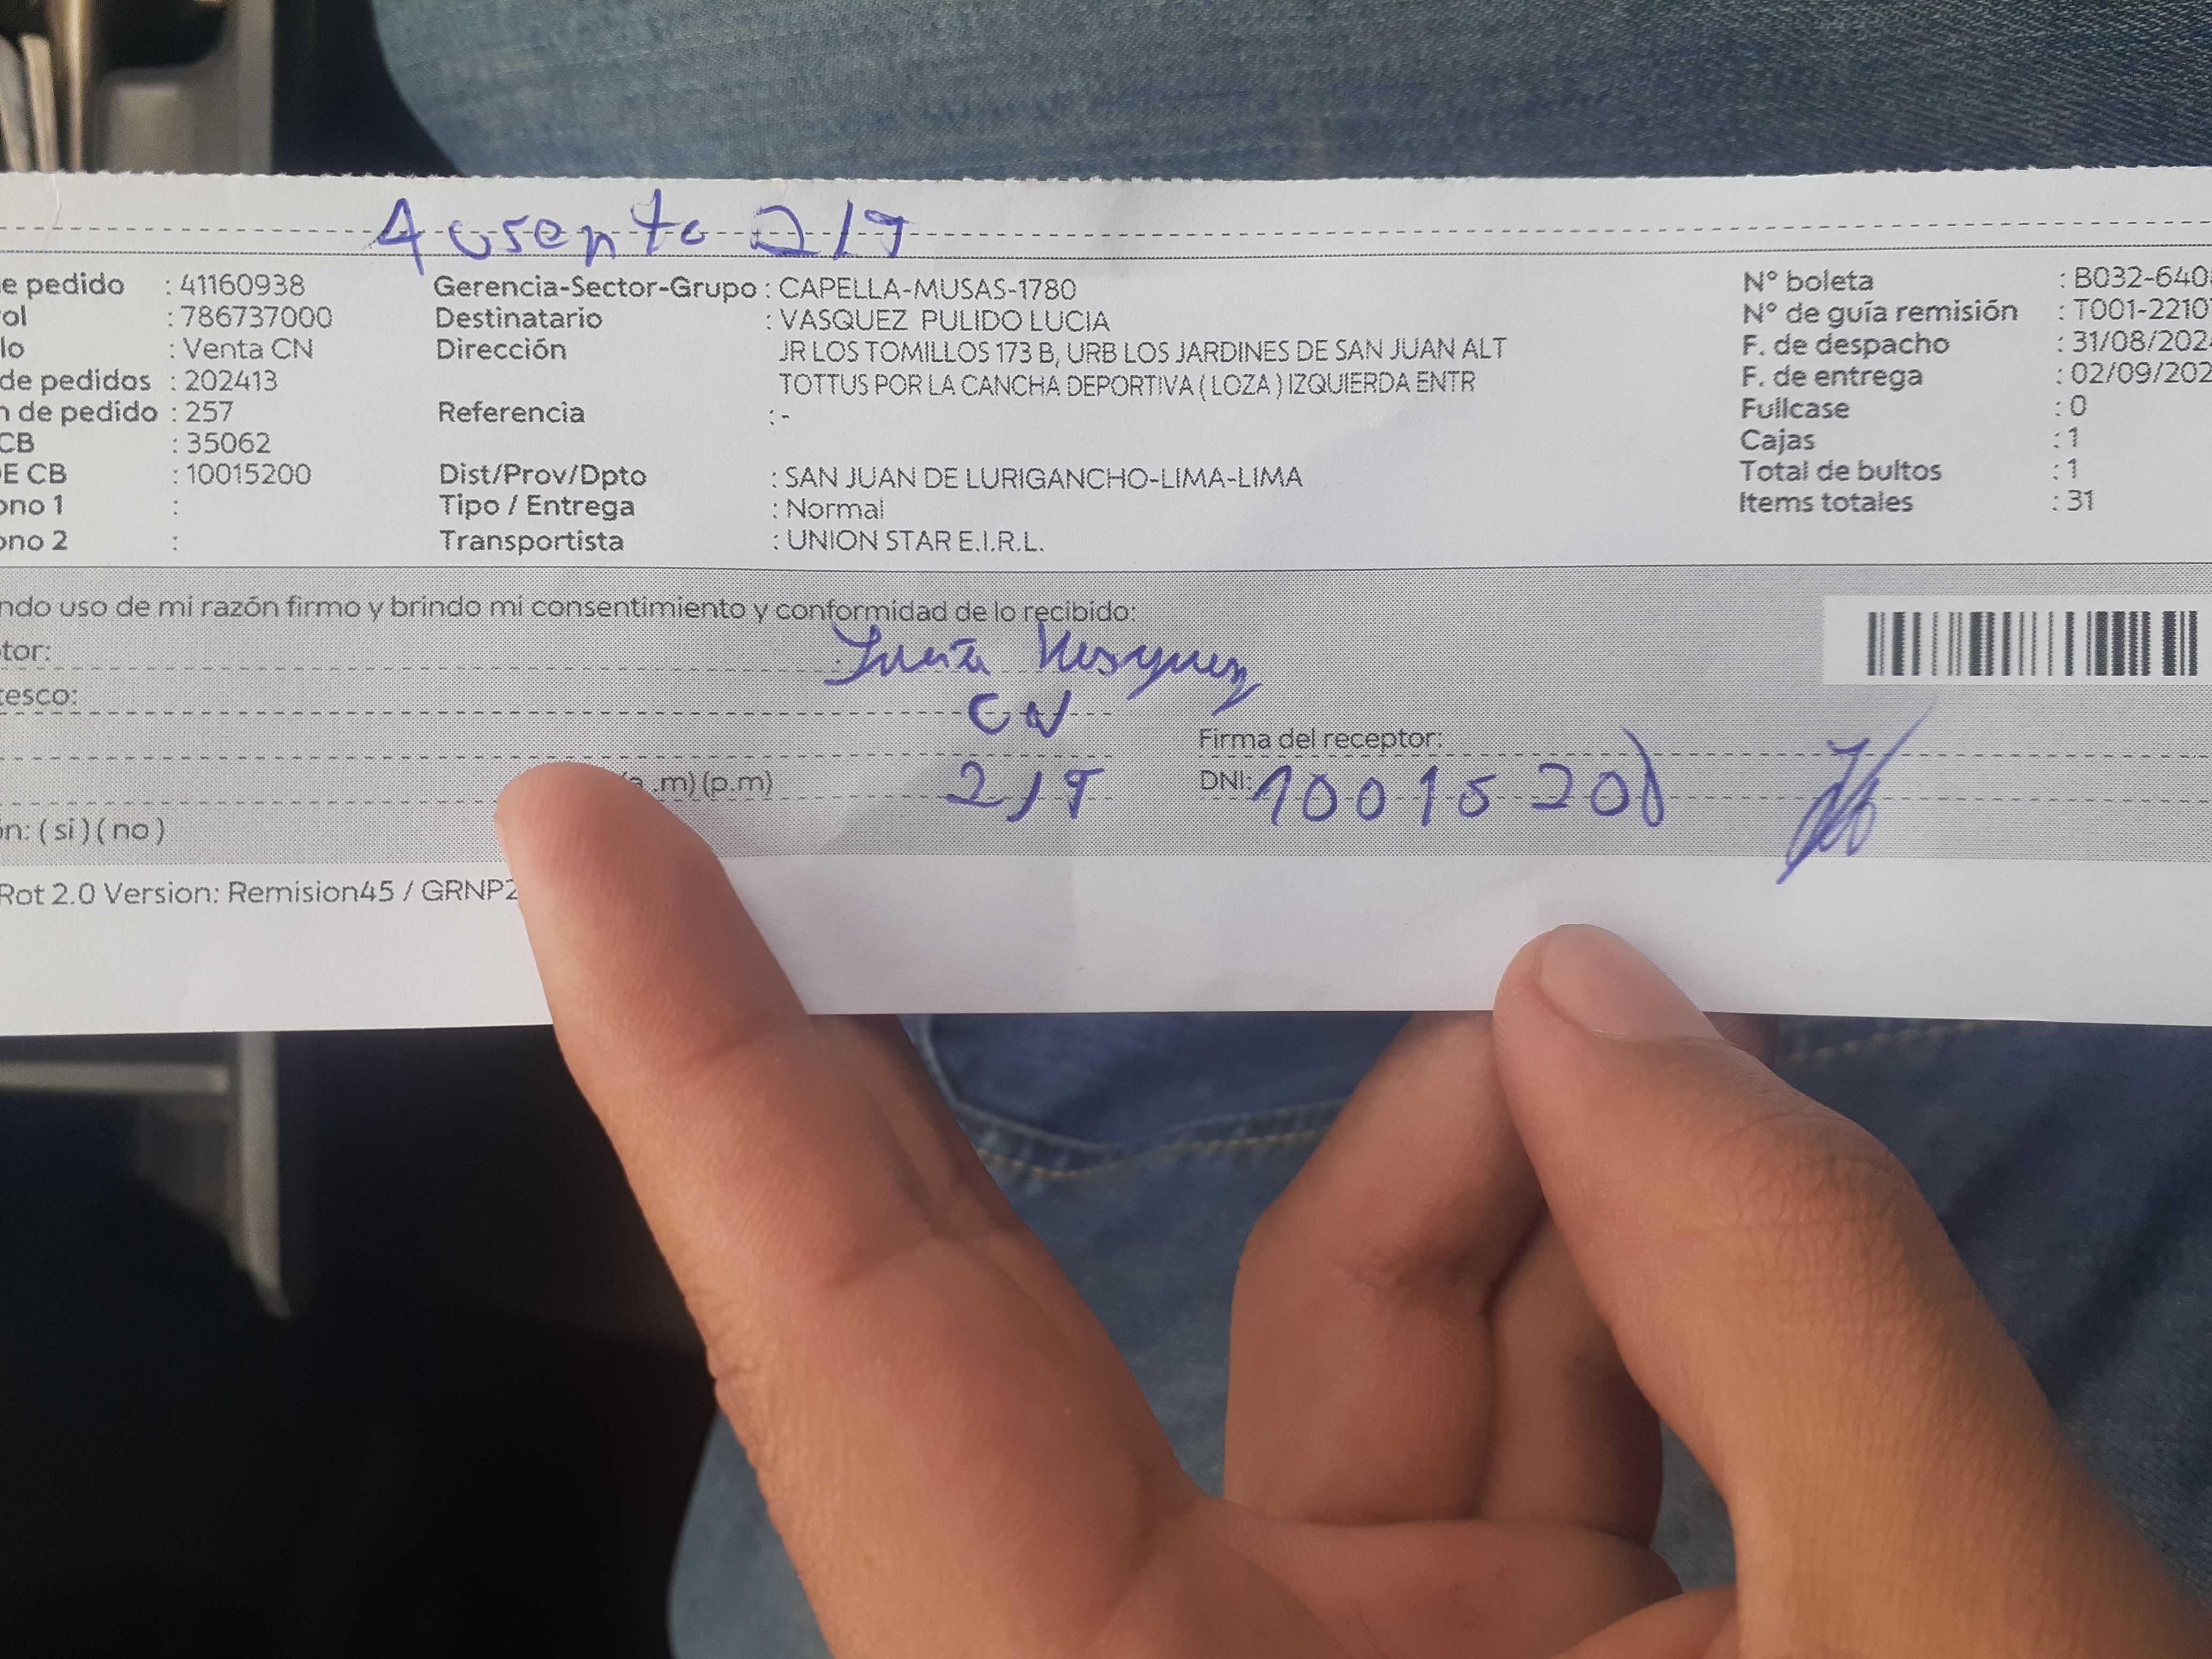 Ausento 2/9
e pedido : 41160938 Gerencia-Sector-Grupo : CAPELLA-MUSAS-1780 N° boleta : B032-640
ol : 786737000 Destinatario : VASQUEZ PULIDO LUCIA N° de guía remisión : T001-2210
lo : Venta CN Dirección JR LOS TOMILLOS 173 B, URB LOS JARDINES DE SAN JUAN ALT F. de despacho : 31/08/202
de pedidos : 202413 TOTTUS POR LA CANCHA DEPORTIVA ( LOZA ) IZQUIERDA ENTR F. de entrega : 02/09/202
n de pedido : 257 Referencia : - Fullcase : 0
CB : 35062 Cajas : 1
E CB : 10015200 Dist/Prov/Dpto : SAN JUAN DE LURIGANCHO-LIMA-LIMA Total de bultos : 1
ono 1 : Tipo / Entrega : Normal Items totales : 31
ono 2 : Transportista : UNION STAR E.I.R.L.
ndo uso de mi razón firmo y brindo mi consentimiento y conformidad de lo recibido:
tor: Lucía Vasquez
esco: CN
Firma del receptor:
.m) (p.m) 2/9 DNI: 10015200
n: ( si ) ( no )
Rot 2.0 Version: Remision45 / GRNP2